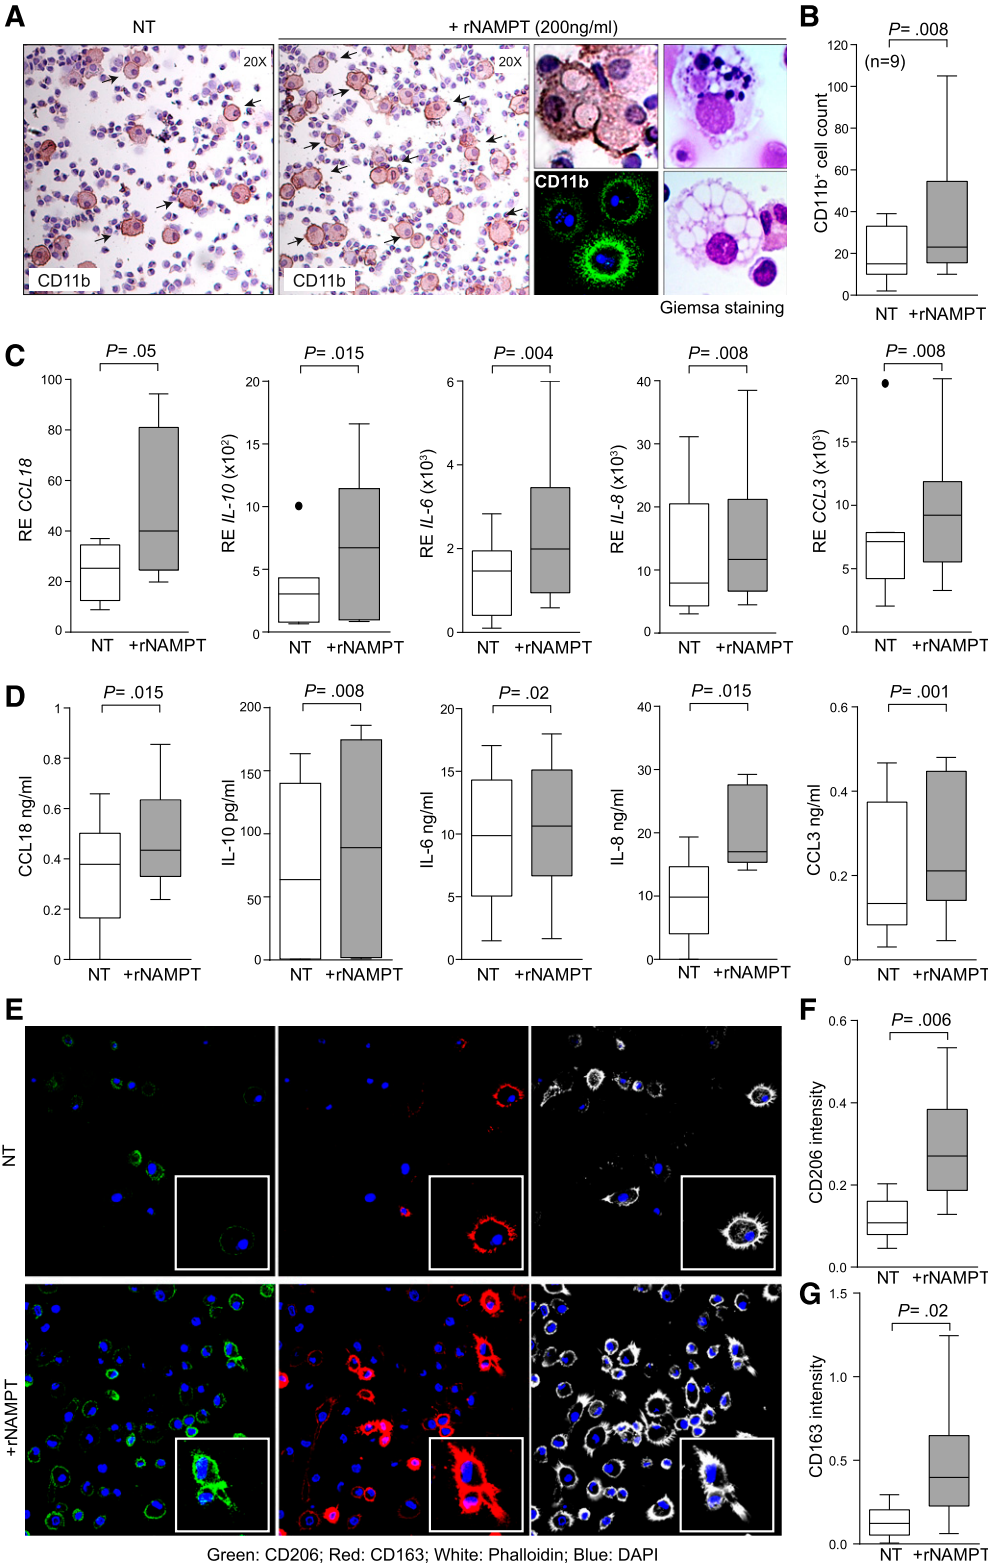 A
NT
+ rNAMPT (200ng/ml)
20X
20X
CD11b
CD11b
CD11b
Giemsa staining
B
P= .008
(n=9)
CD11b+ cell count
120
100
80
60
40
20
0
NT +rNAMPT
C
P= .05
RE CCL18
100
80
60
40
20
0
NT +rNAMPT
P= .015
RE IL-10 (x10²)
20
15
10
5
0
NT +rNAMPT
P= .004
RE IL-6 (x10³)
6
4
2
0
NT +rNAMPT
P= .008
RE IL-8 (x10³)
40
30
20
10
0
NT +rNAMPT
P= .008
RE CCL3 (x10³)
20
15
10
5
0
NT +rNAMPT
D
P= .015
CCL18 ng/ml
1
0.8
0.6
0.4
0.2
0
NT +rNAMPT
P= .008
IL-10 pg/ml
200
150
100
50
0
NT +rNAMPT
P= .02
IL-6 ng/ml
20
15
10
5
0
NT +rNAMPT
P= .015
IL-8 ng/ml
40
30
20
10
0
NT +rNAMPT
P= .001
CCL3 ng/ml
0.6
0.4
0.2
0
NT +rNAMPT
E
NT
+rNAMPT
Green: CD206; Red: CD163; White: Phalloidin; Blue: DAPI
F
P= .006
CD206 intensity
0.6
0.4
0.2
0.0
NT +rNAMPT
G
P= .02
CD163 intensity
1.5
1.0
0.5
0.0
NT +rNAMPT